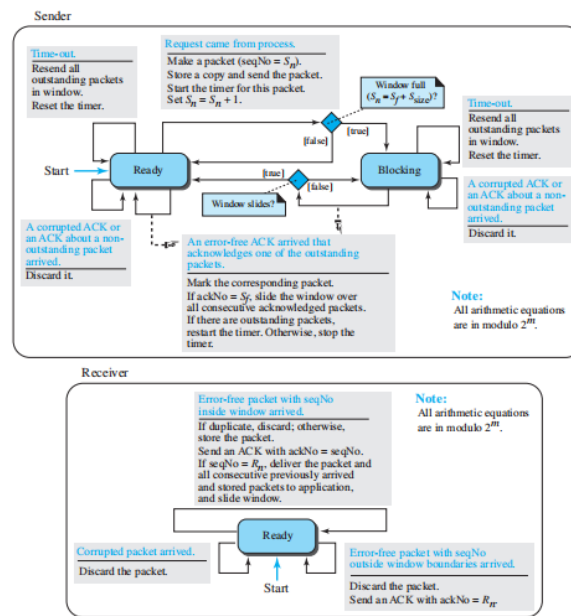 Sender
Time-out.
Resend all
outstanding packets
in window.
Reset the timer.
Request came from process.
Make a packet (seqNo = Sn).
Store a copy and send the packet.
Start the timer for this packet.
Set Sn = Sn + 1.
Window full
(Sn = Sf + Ssize)?
Time-out.
Resend all
outstanding packets
in window.
Reset the timer.
[false]
[true]
Start
Ready
[true]
[false]
Blocking
Window slides?
A corrupted ACK or
an ACK about a non-
outstanding packet
arrived.
Discard it.
A corrupted ACK or
an ACK about a non-
outstanding packet
arrived.
Discard it.
An error-free ACK arrived that
acknowledges one of the outstanding
packets.
Mark the corresponding packet.
If ackNo = Sf, slide the window over
all consecutive acknowledged packets.
If there are outstanding packets,
restart the timer. Otherwise, stop the
timer.
Note:
All arithmetic equations
are in modulo 2^m.
Receiver
Error-free packet with seqNo
inside window arrived.
If duplicate, discard; otherwise,
store the packet.
Send an ACK with ackNo = seqNo.
If seqNo = Rn, deliver the packet and
all consecutive previously arrived
and stored packets to application,
and slide window.
Note:
All arithmetic equations
are in modulo 2^m.
Ready
Corrupted packet arrived.
Discard the packet.
Start
Error-free packet with seqNo
outside window boundaries arrived.
Discard the packet.
Send an ACK with ackNo = Rn.